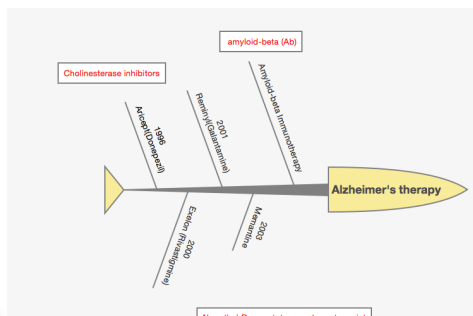 amyloid-beta (Ab)
Cholinesterase inhibitors
Amyloid-beta Immunotherapy
2001
Reminyl(Galantamine)
1996
Aricept(Donepezil)
Alzheimer's therapy
2000
Exelon (Rivastigmine)
2003
Mamantine